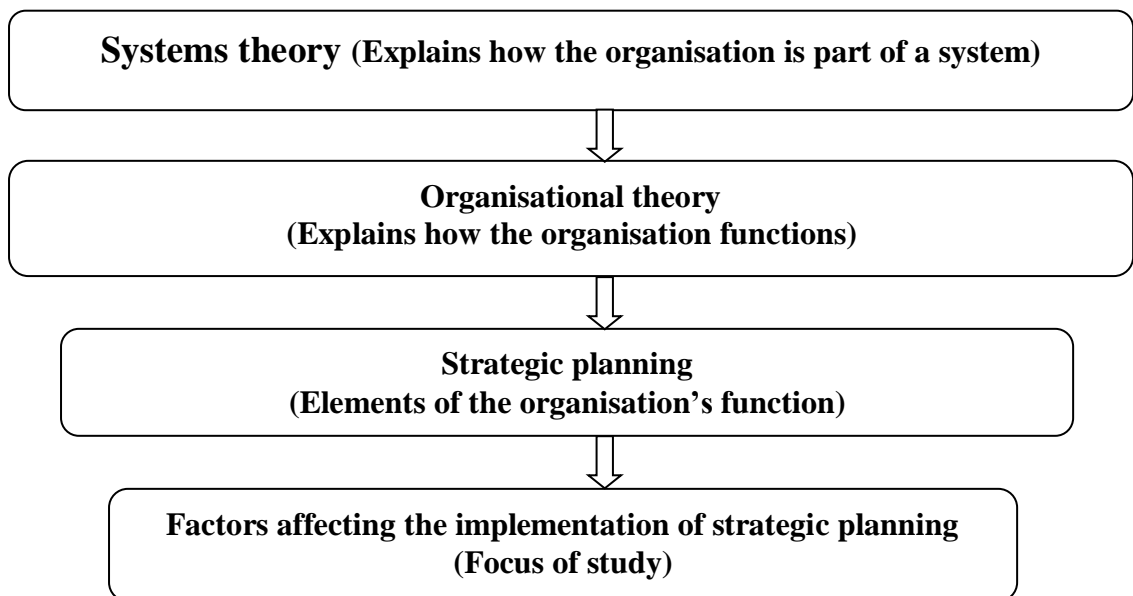 Systems theory (Explains how the organisation is part of a system)
Organisational theory
(Explains how the organisation functions)
Strategic planning
(Elements of the organisation’s function)
Factors affecting the implementation of strategic planning
(Focus of study)